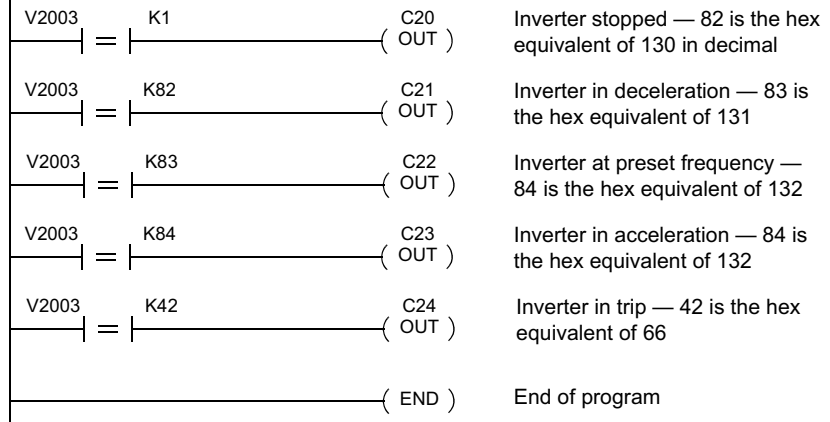 V2003 K1 C20
= ( OUT )
Inverter stopped — 82 is the hex
equivalent of 130 in decimal
V2003 K82 C21
= ( OUT )
Inverter in deceleration — 83 is
the hex equivalent of 131
V2003 K83 C22
= ( OUT )
Inverter at preset frequency —
84 is the hex equivalent of 132
V2003 K84 C23
= ( OUT )
Inverter in acceleration — 84 is
the hex equivalent of 132
V2003 K42 C24
= ( OUT )
Inverter in trip — 42 is the hex
equivalent of 66
( END )
End of program